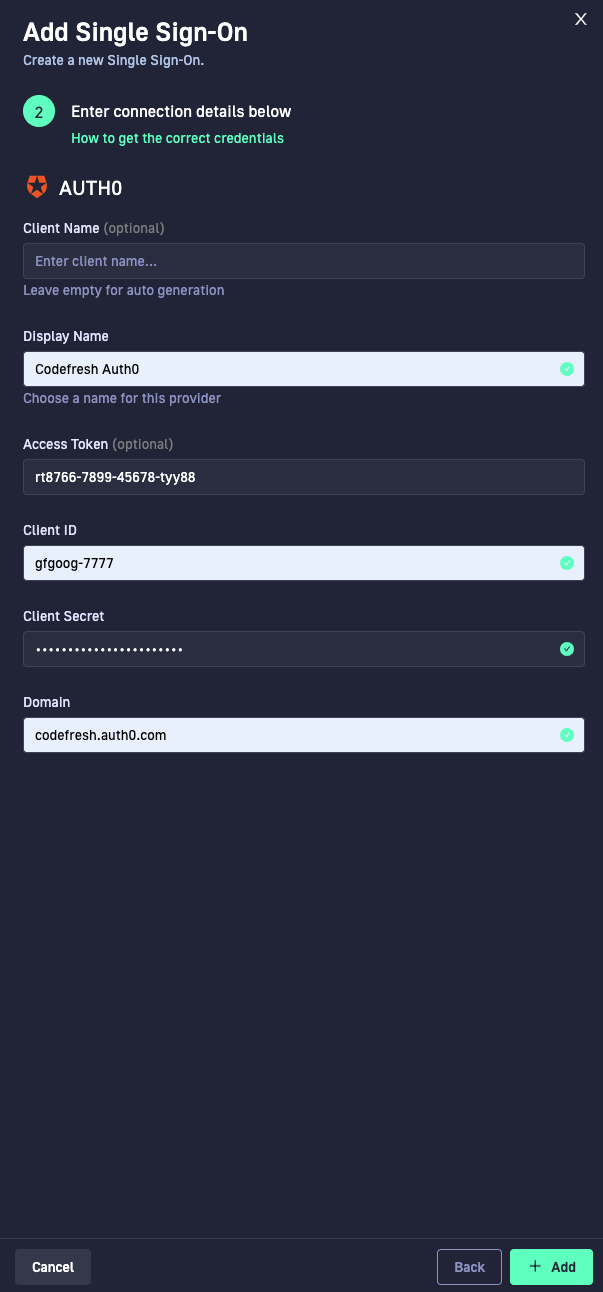 Add Single Sign-On
X
Create a new Single Sign-On.
2
Enter connection details below
How to get the correct credentials
AUTH0
Client Name (optional)
Enter client name...
Leave empty for auto generation
Display Name
Codefresh Auth0
Choose a name for this provider
Access Token (optional)
rt8766-7899-45678-tyy88
Client ID
gfgoog-7777
Client Secret
•••••••••••••••••••••••
Domain
codefresh.auth0.com
Cancel
Back
+ Add